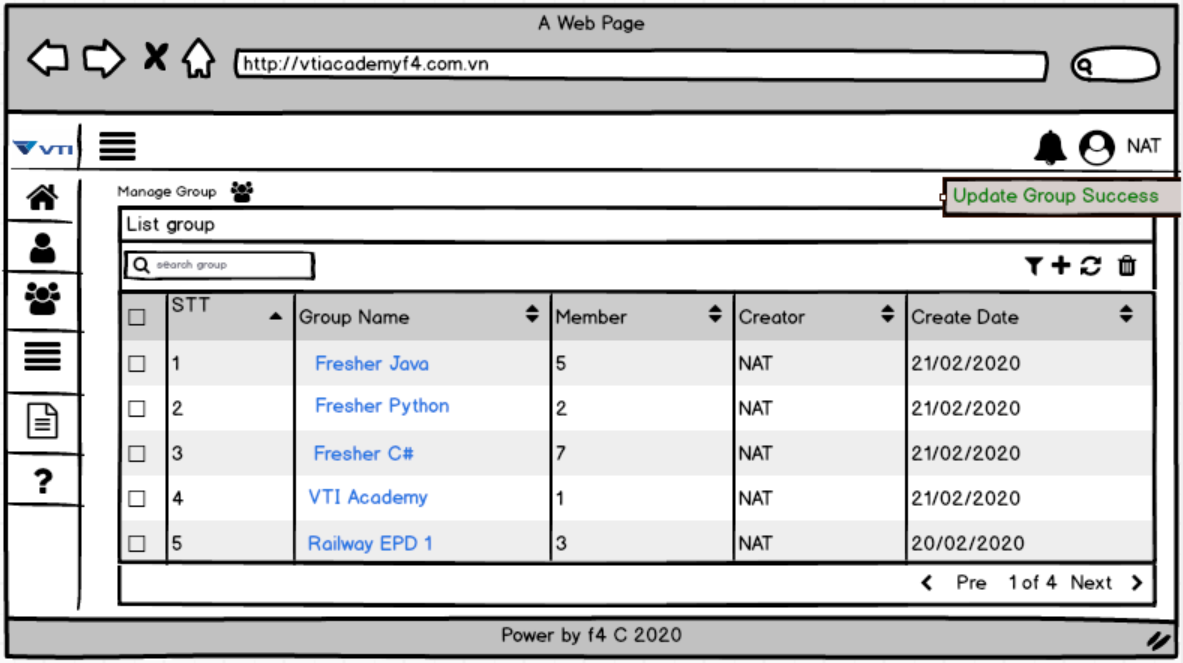 A Web Page
http://vtiacademyf4.com.vn
VTI
NAT
Manage Group
Update Group Success
List group
search group
STT Group Name Member Creator Create Date
1 Fresher Java 5 NAT 21/02/2020
2 Fresher Python 2 NAT 21/02/2020
3 Fresher C# 7 NAT 21/02/2020
4 VTI Academy 1 NAT 21/02/2020
5 Railway EPD 1 3 NAT 20/02/2020
Pre 1 of 4 Next
Power by f4 C 2020